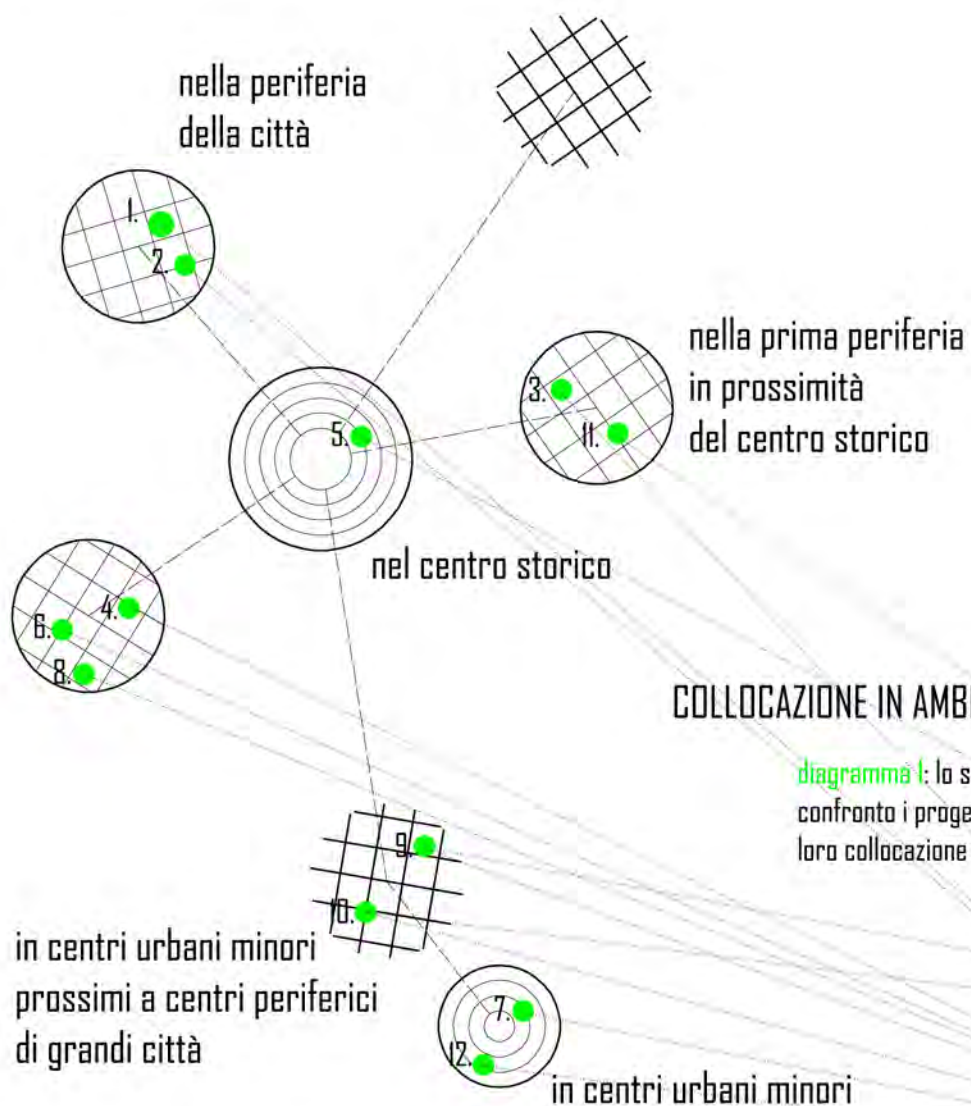 nella periferia
della città
1.
2.
nella prima periferia
in prossimità
del centro storico
3.
11.
5.
nel centro storico
4.
6.
8.
COLLOCAZIONE IN AMB
diagramma 1: lo s
confronto i proge
loro collocazione
9.
10.
in centri urbani minori
prossimi a centri periferici
di grandi città
7.
12.
in centri urbani minori